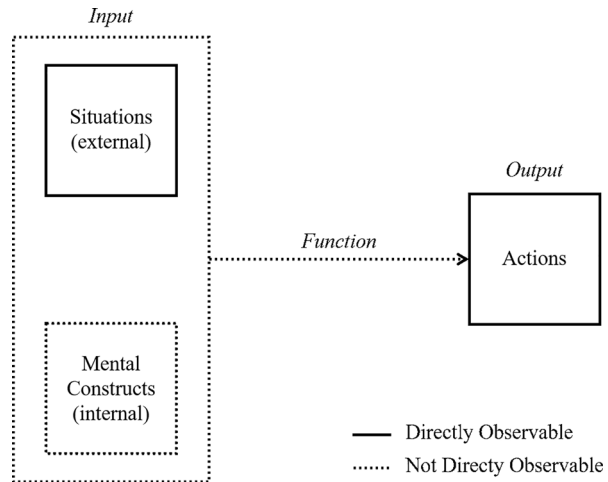 Input
Situations
(external)
Output
Function
Actions
Mental
Constructs
(internal)
Directly Observable
Not Directy Observable